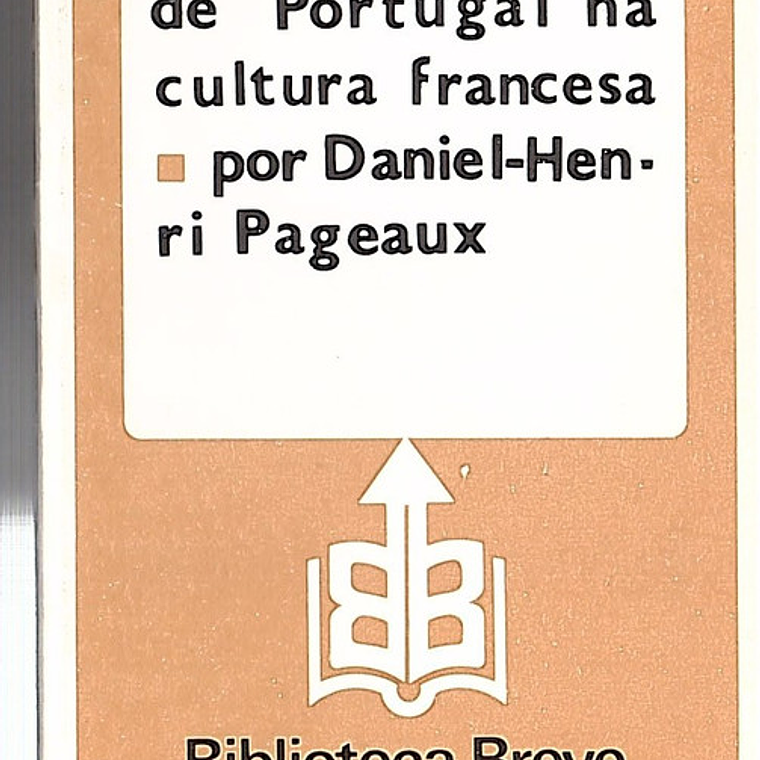 de Portugal na
cultura francesa
por Daniel-Hen-
ri Pageaux
Biblioteca Breve